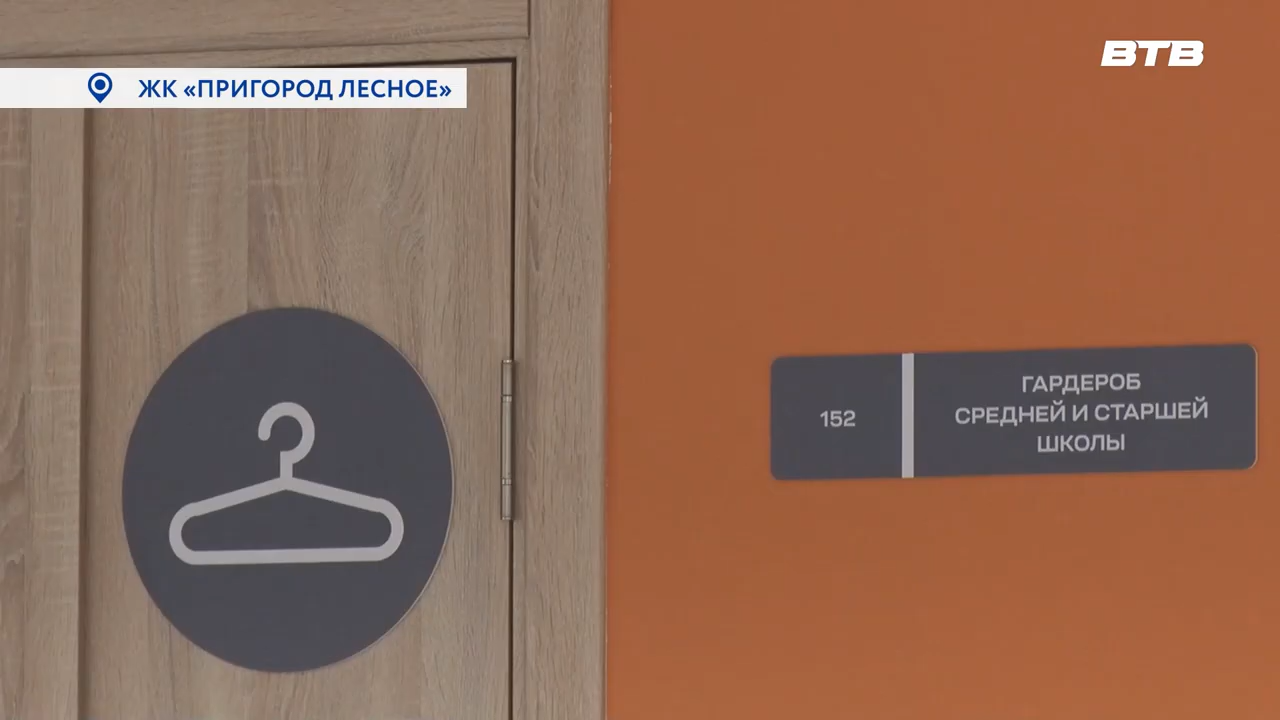 ВТВ
ЖК «ПРИГОРОД ЛЕСНОЕ»
152
ГАРДЕРОБ
СРЕДНЕЙ И СТАРШЕЙ
ШКОЛЫ